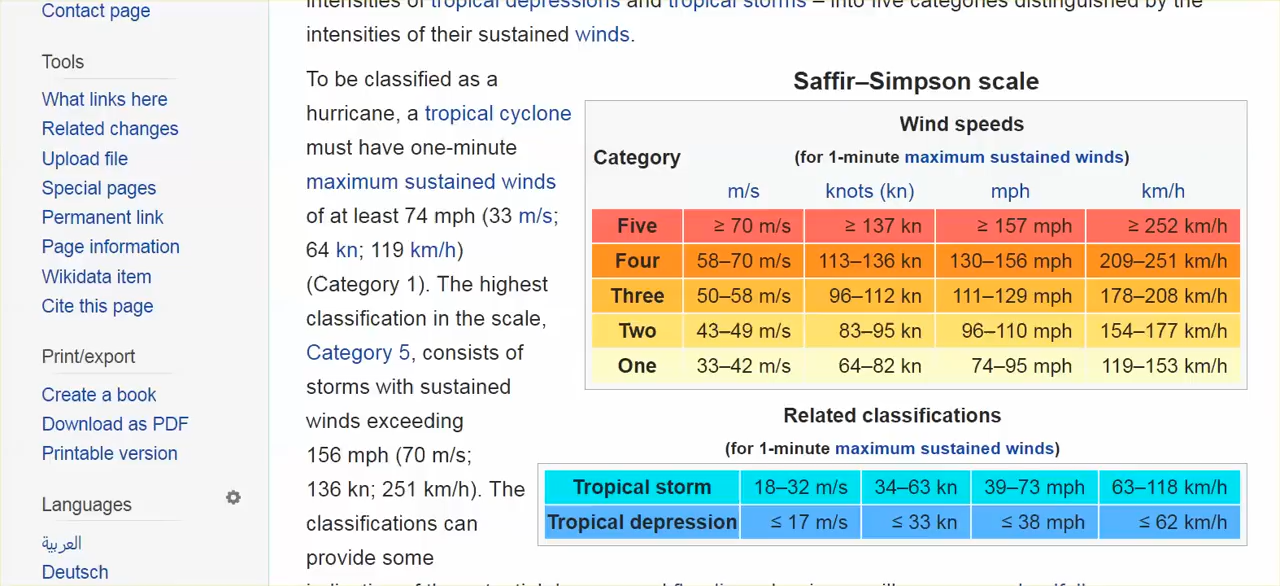 Contact page
Tools
What links here
Related changes
Upload file
Special pages
Permanent link
Page information
Wikidata item
Cite this page
Print/export
Create a book
Download as PDF
Printable version
Languages
العربية
Deutsch
intensities of tropical depressions and tropical storms – into five categories distinguished by the
intensities of their sustained winds.
To be classified as a
hurricane, a tropical cyclone
must have one-minute
maximum sustained winds
of at least 74 mph (33 m/s;
64 kn; 119 km/h)
(Category 1). The highest
classification in the scale,
Category 5, consists of
storms with sustained
winds exceeding
156 mph (70 m/s;
136 kn; 251 km/h). The
classifications can
provide some
Saffir–Simpson scale
Category
Wind speeds
(for 1-minute maximum sustained winds)
m/s knots (kn) mph km/h
Five ≥ 70 m/s ≥ 137 kn ≥ 157 mph ≥ 252 km/h
Four 58–70 m/s 113–136 kn 130–156 mph 209–251 km/h
Three 50–58 m/s 96–112 kn 111–129 mph 178–208 km/h
Two 43–49 m/s 83–95 kn 96–110 mph 154–177 km/h
One 33–42 m/s 64–82 kn 74–95 mph 119–153 km/h
Related classifications
(for 1-minute maximum sustained winds)
Tropical storm 18–32 m/s 34–63 kn 39–73 mph 63–118 km/h
Tropical depression ≤ 17 m/s ≤ 33 kn ≤ 38 mph ≤ 62 km/h